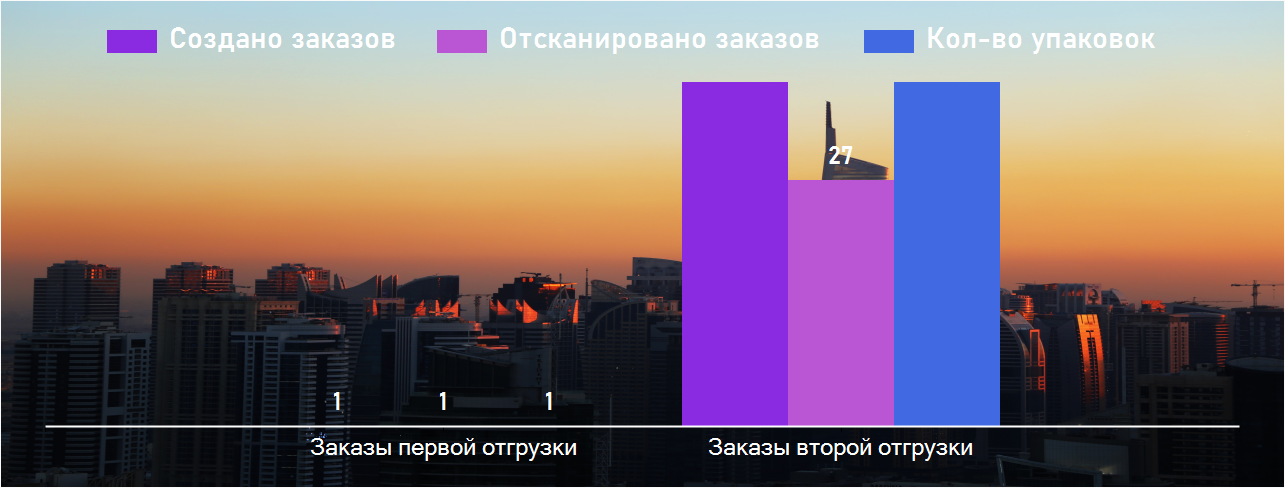 Создано заказов Отсканировано заказов Кол-во упаковок
27
1 1 1
Заказы первой отгрузки Заказы второй отгрузки